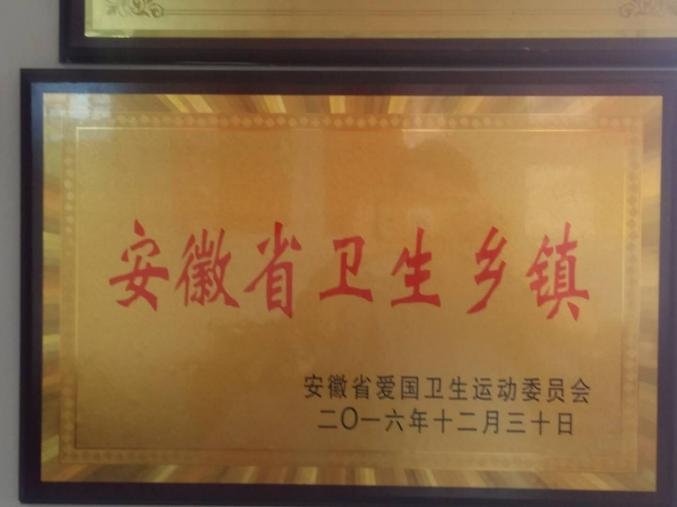 安徽省卫生乡镇
安徽省爱国卫生运动委员会
二〇一六年十二月三十日